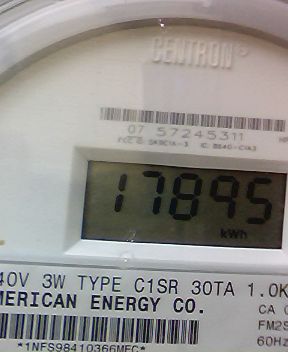 CENTRON®
07 57245311
17895
kWh
40V 3W TYPE C1SR 30TA 1.0K
MERICAN ENERGY CO.
CA
FM2S
60Hz
*1NFS98410366MFC*